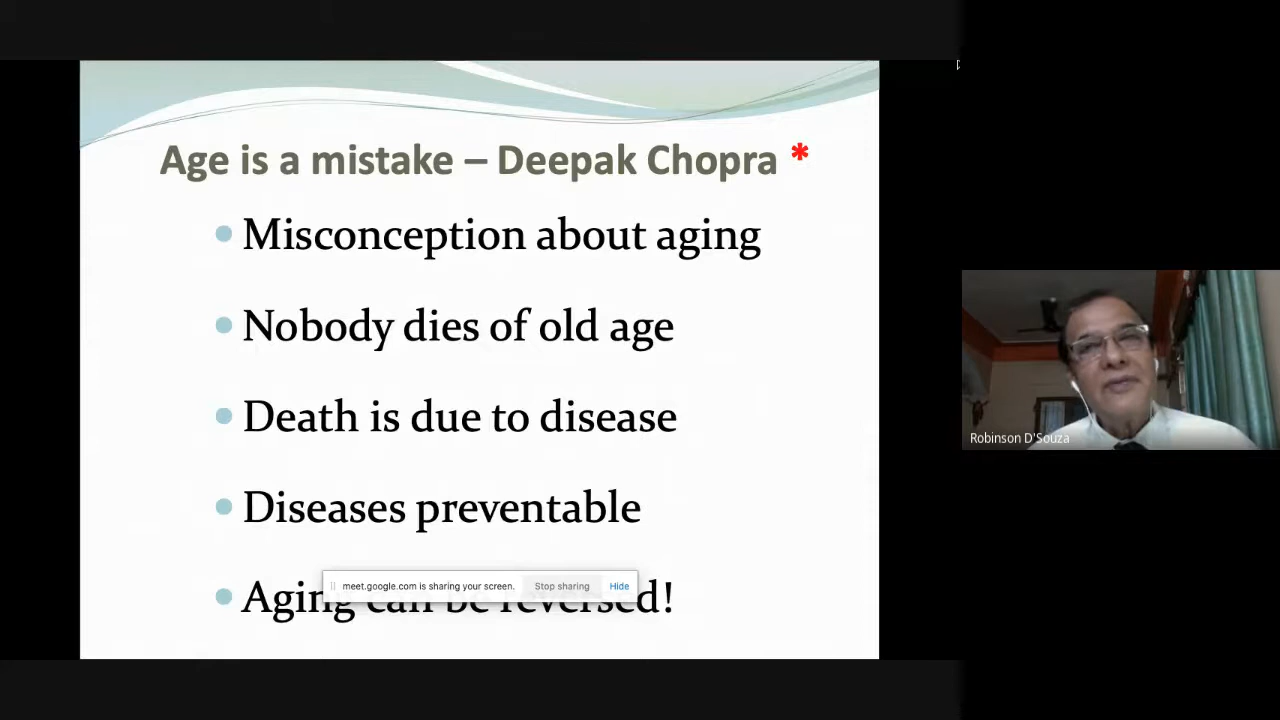 Age is a mistake – Deepak Chopra *
• Misconception about aging
• Nobody dies of old age
• Death is due to disease
• Diseases preventable
meet.google.com is sharing your screen. Stop sharing Hide
• Aging can be reversed!
Robinson D'Souza